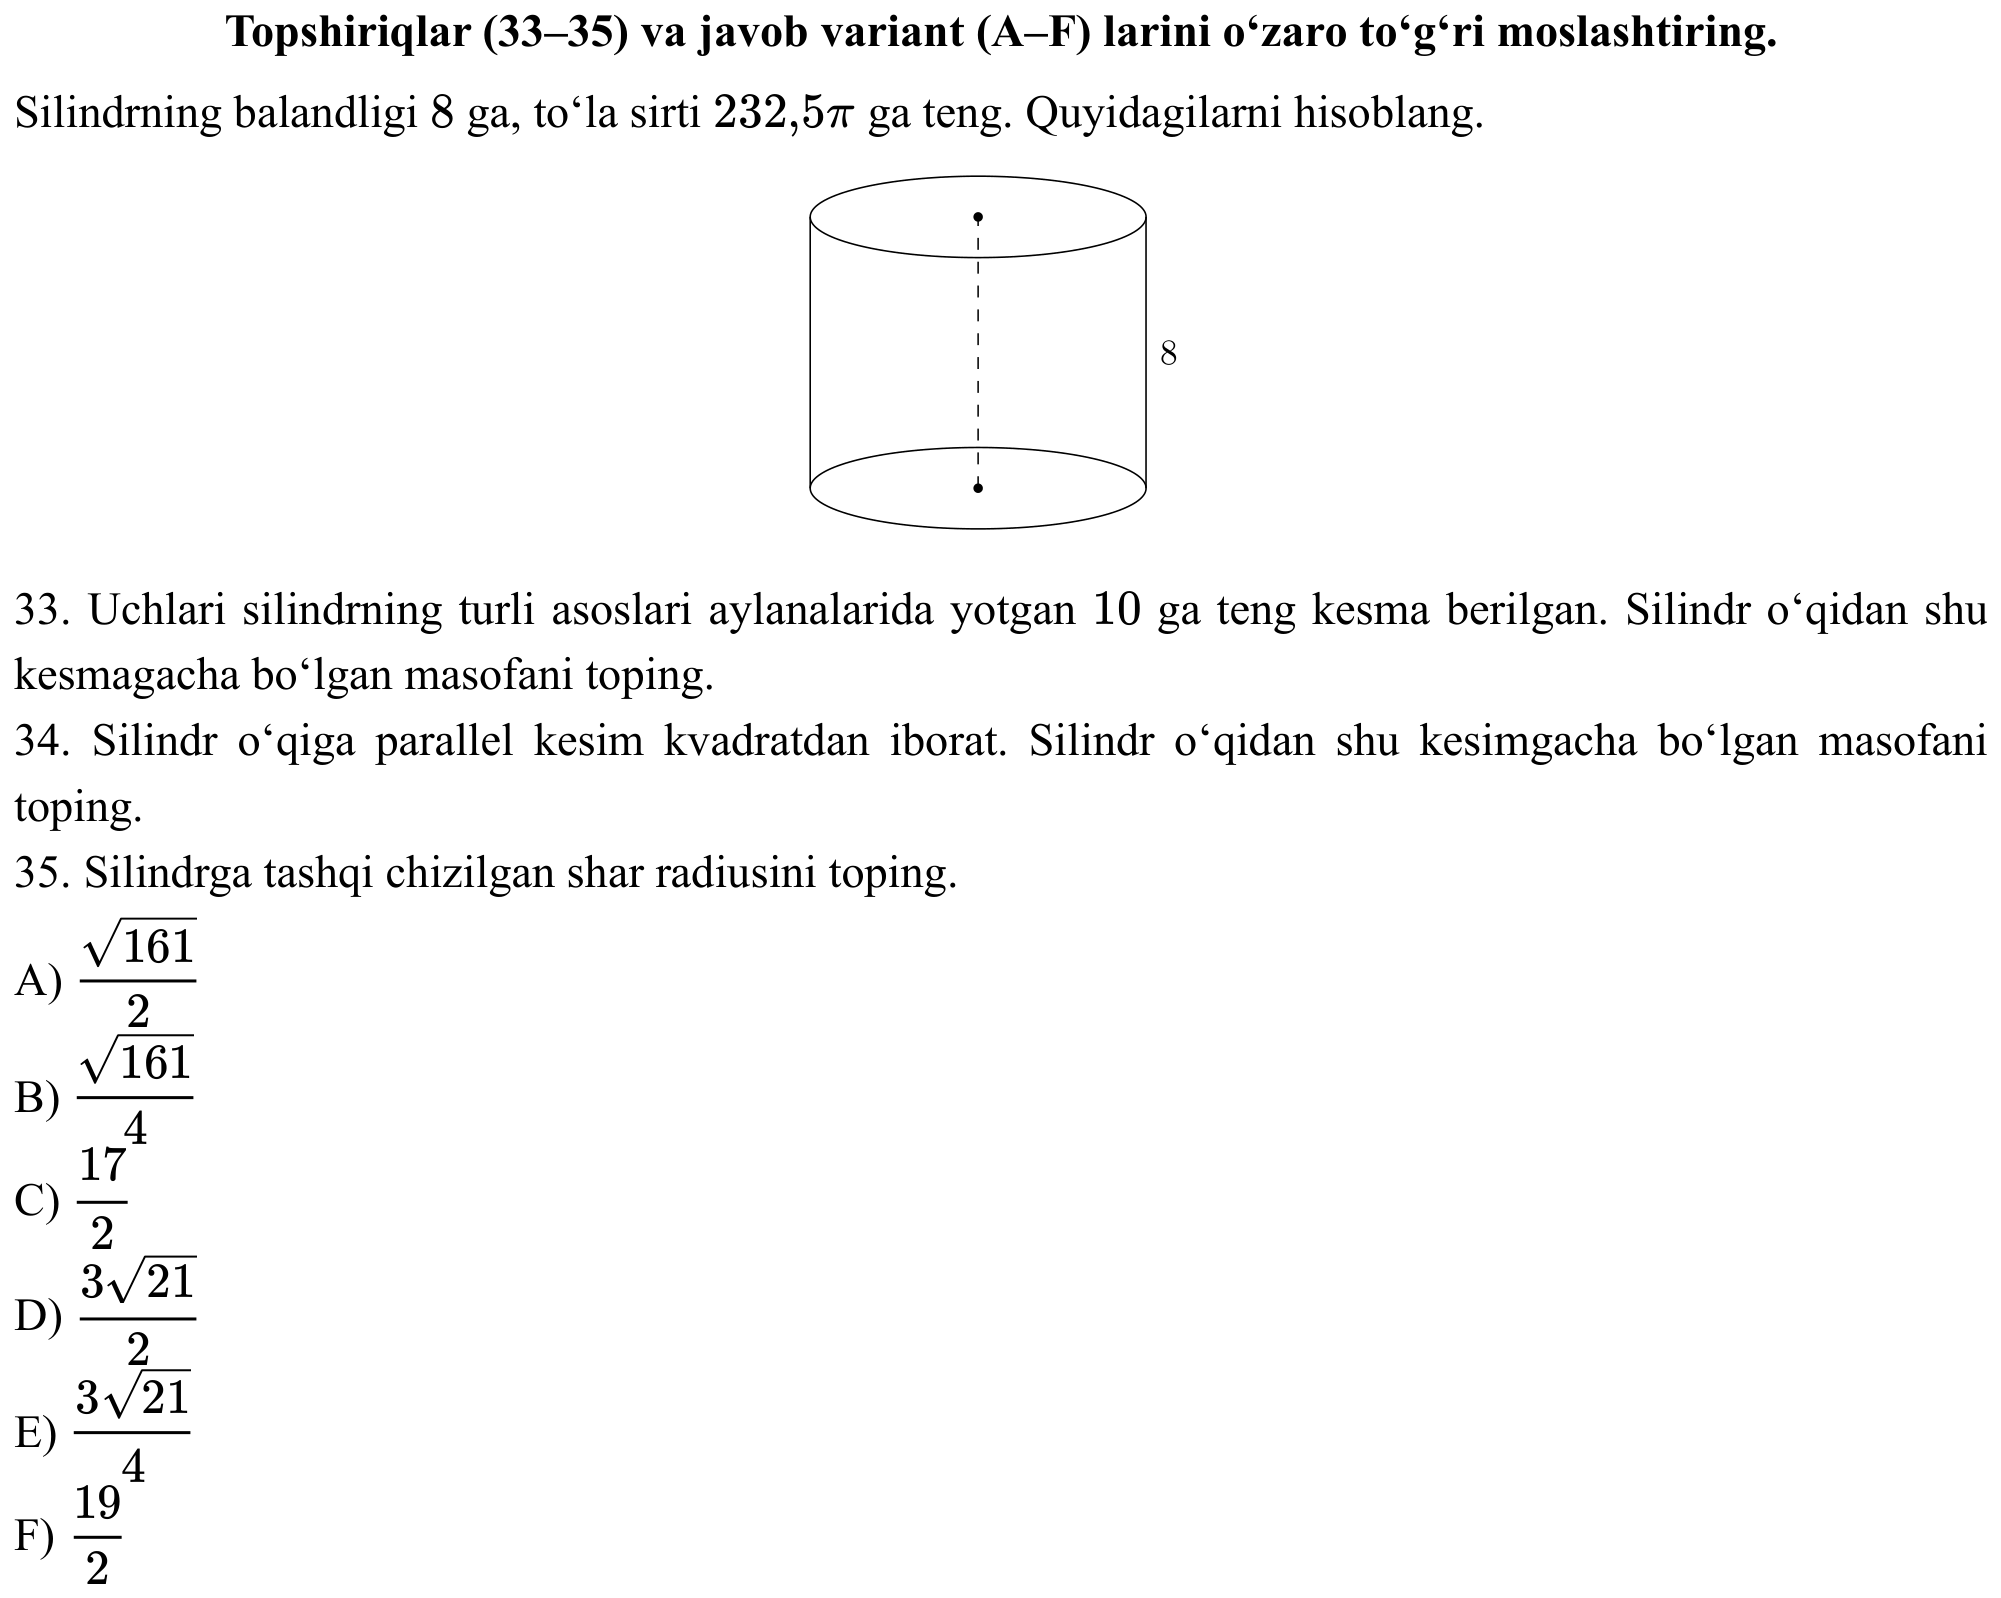 Topshiriqlar (33–35) va javob variant (A–F) larini o‘zaro to‘g‘ri moslashtiring.
Silindrning balandligi 8 ga, to‘la sirti 232,5π ga teng. Quyidagilarni hisoblang.
8
33. Uchlari silindrning turli asoslari aylanalarida yotgan 10 ga teng kesma berilgan. Silindr o‘qidan shu
kesmagacha bo‘lgan masofani toping.
34. Silindr o‘qiga parallel kesim kvadratdan iborat. Silindr o‘qidan shu kesimgacha bo‘lgan masofani
toping.
35. Silindrga tashqi chizilgan shar radiusini toping.
A) √161/2
B) √161/4
C) 17/2
D) 3√21/2
E) 3√21/4
F) 19/2